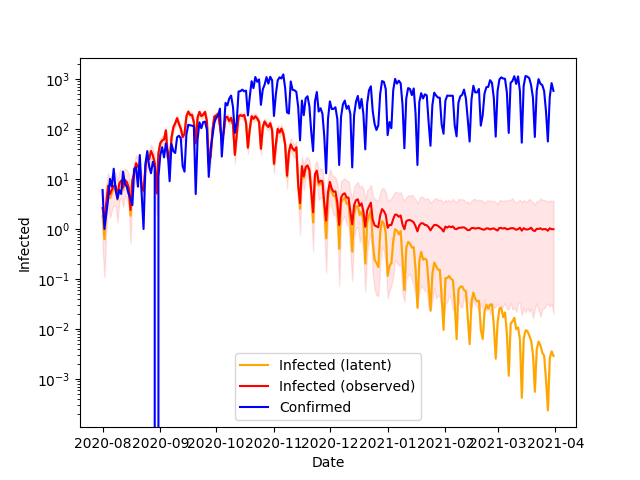 10³
10²
10¹
10⁰
10⁻¹
10⁻²
10⁻³
Infected
Infected (latent)
Infected (observed)
Confirmed
2020-08 2020-09 2020-10 2020-11 2020-12 2021-01 2021-02 2021-03 2021-04
Date